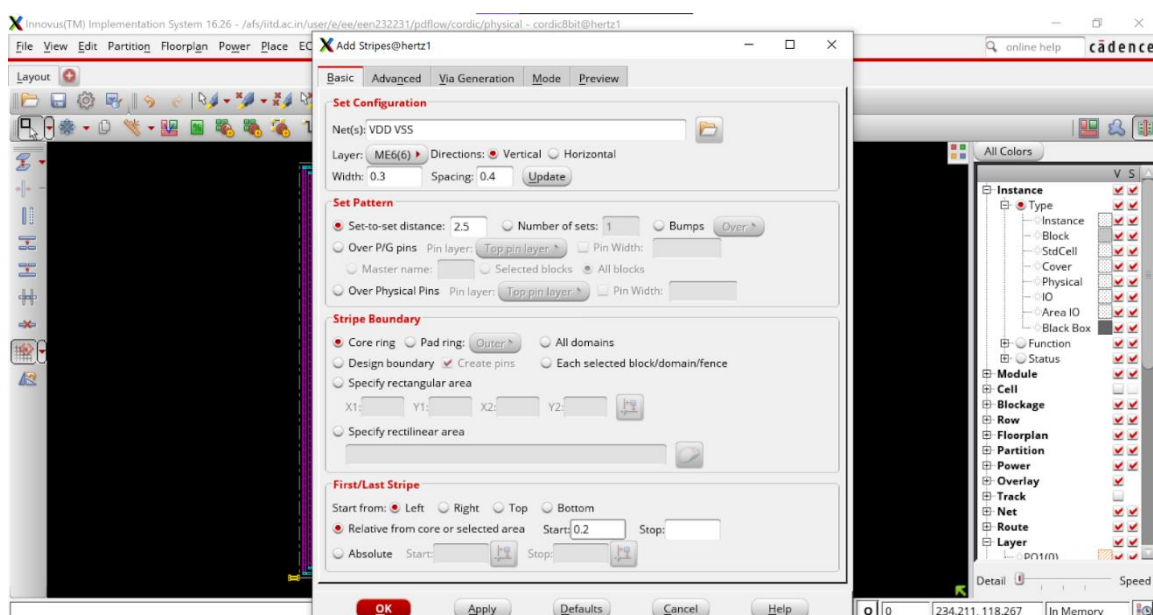 Innovus(TM) Implementation System 16.26 - /afs/iitd.ac.in/user/e/ee/een232231/pdflow/cordic/physical - cordic8bit@hertz1
File View Edit Partition Floorplan Power Place EC
online help cādence
Layout
All Colors
V S
Instance
Type
Instance
Block
StdCell
Cover
Physical
IO
Area IO
Black Box
Function
Status
Module
Cell
Blockage
Row
Floorplan
Partition
Power
Overlay
Track
Net
Route
Layer
PO1(0)
Detail Speed
0 234.211, 118.267 In Memory
Add Stripes@hertz1
Basic Advanced Via Generation Mode Preview
Set Configuration
Net(s): VDD VSS
Layer: ME6(6) Directions: Vertical Horizontal
Width: 0.3 Spacing: 0.4 Update
Set Pattern
Set-to-set distance: 2.5 Number of sets: 1 Bumps Over
Over P/G pins Pin layer: Top pin layer Pin Width:
Master name: Selected blocks All blocks
Over Physical Pins Pin layer: Top pin layer Pin Width:
Stripe Boundary
Core ring Pad ring: Outer All domains
Design boundary Create pins Each selected block/domain/fence
Specify rectangular area
X1: Y1: X2: Y2:
Specify rectilinear area
First/Last Stripe
Start from: Left Right Top Bottom
Relative from core or selected area Start: 0.2 Stop:
Absolute Start: Stop:
OK Apply Defaults Cancel Help